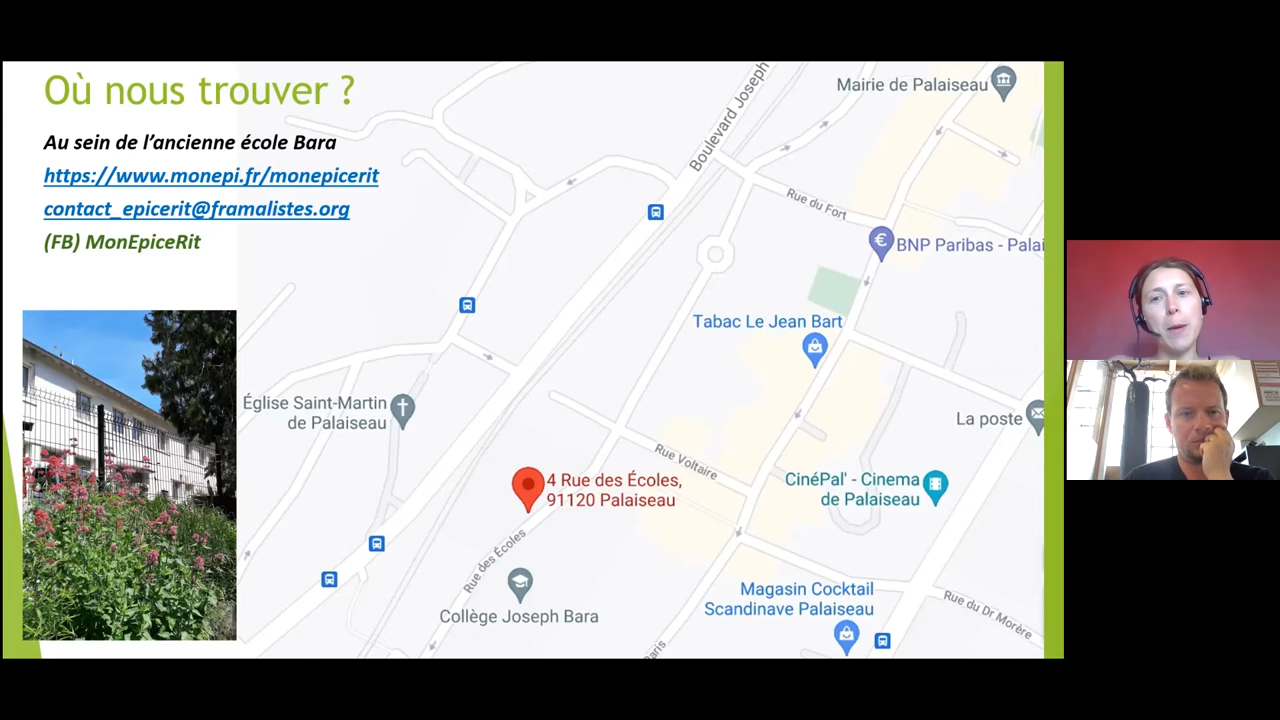 Où nous trouver ?
Au sein de l'ancienne école Bara
https://www.monepi.fr/monepicerit
contact_epicerit@framalistes.org
(FB) MonEpiceRit
Mairie de Palaiseau
Boulevard Joseph
Rue du Fort
BNP Paribas - Palai
Tabac Le Jean Bart
Église Saint-Martin
de Palaiseau
La poste
Rue Voltaire
4 Rue des Écoles,
91120 Palaiseau
CinéPal' - Cinema
de Palaiseau
Rue des Écoles
Collège Joseph Bara
Magasin Cocktail
Scandinave Palaiseau
Rue du Dr Morère
aris